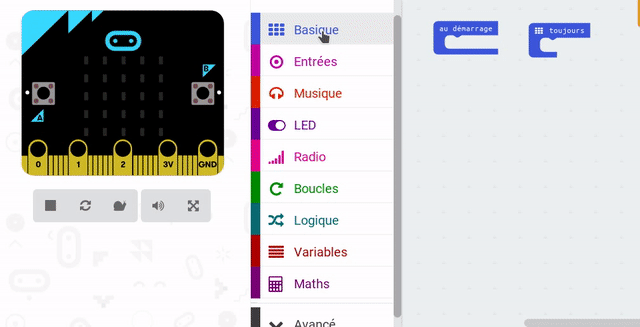 B
A
0 1 2 3V GND
Basique
Entrées
Musique
LED
Radio
Boucles
Logique
Variables
Maths
Avancé
au démarrage
toujours